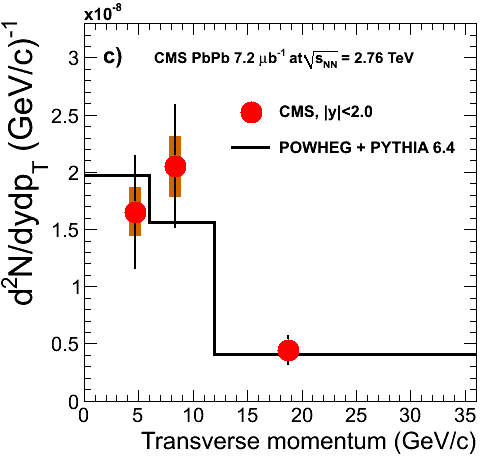 x10⁻⁸
c) CMS PbPb 7.2 μb⁻¹ at √sNN = 2.76 TeV
CMS, |y|<2.0
POWHEG + PYTHIA 6.4
d²N/dydpT (GeV/c)⁻¹
3
2.5
2
1.5
1
0.5
0
0 5 10 15 20 25 30 35
Transverse momentum (GeV/c)